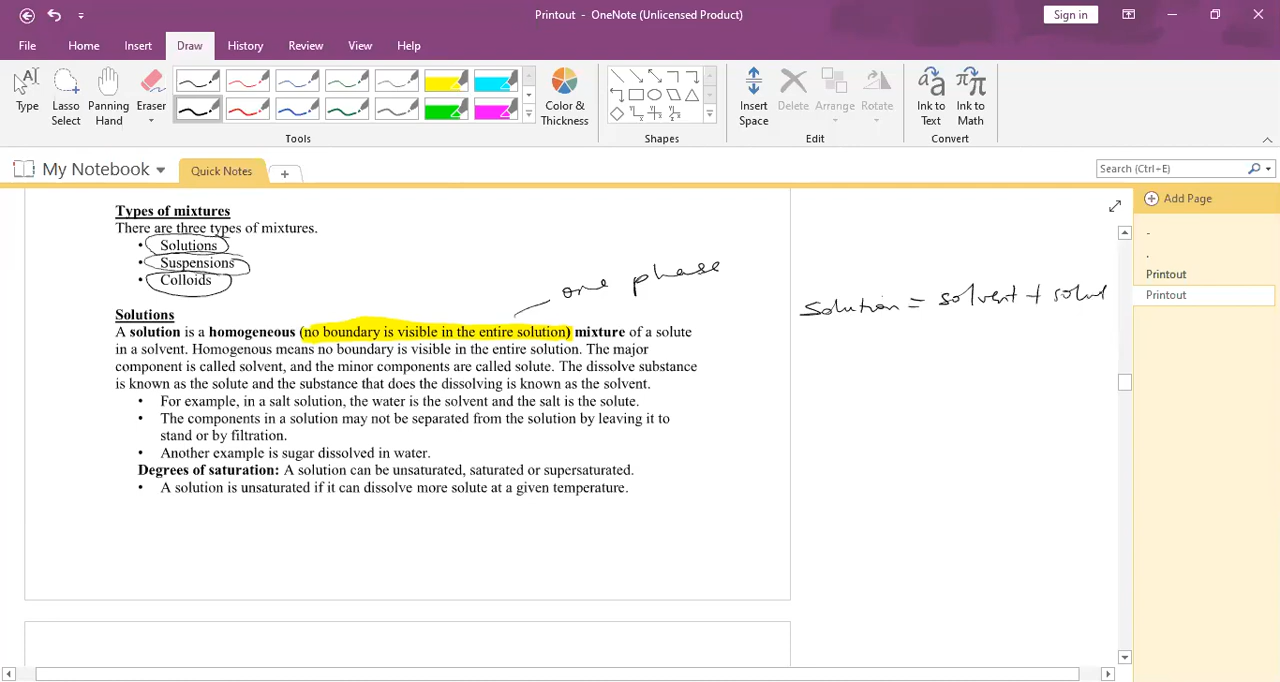 Printout - OneNote (Unlicensed Product)
Sign in
File Home Insert Draw History Review View Help
Type
Lasso Select
Panning Hand
Eraser
Color & Thickness
Insert Space
Delete
Arrange
Rotate
Ink to Text
Ink to Math
Tools
Shapes
Edit
Convert
My Notebook
Quick Notes
Search (Ctrl+E)
Add Page
-
.
Printout
Printout
Types of mixtures
There are three types of mixtures.
• Solutions
• Suspensions
• Colloids
one phase
solution = solvent + solut
Solutions
A solution is a homogeneous (no boundary is visible in the entire solution) mixture of a solute
in a solvent. Homogenous means no boundary is visible in the entire solution. The major
component is called solvent, and the minor components are called solute. The dissolve substance
is known as the solute and the substance that does the dissolving is known as the solvent.
• For example, in a salt solution, the water is the solvent and the salt is the solute.
• The components in a solution may not be separated from the solution by leaving it to
stand or by filtration.
• Another example is sugar dissolved in water.
Degrees of saturation: A solution can be unsaturated, saturated or supersaturated.
• A solution is unsaturated if it can dissolve more solute at a given temperature.